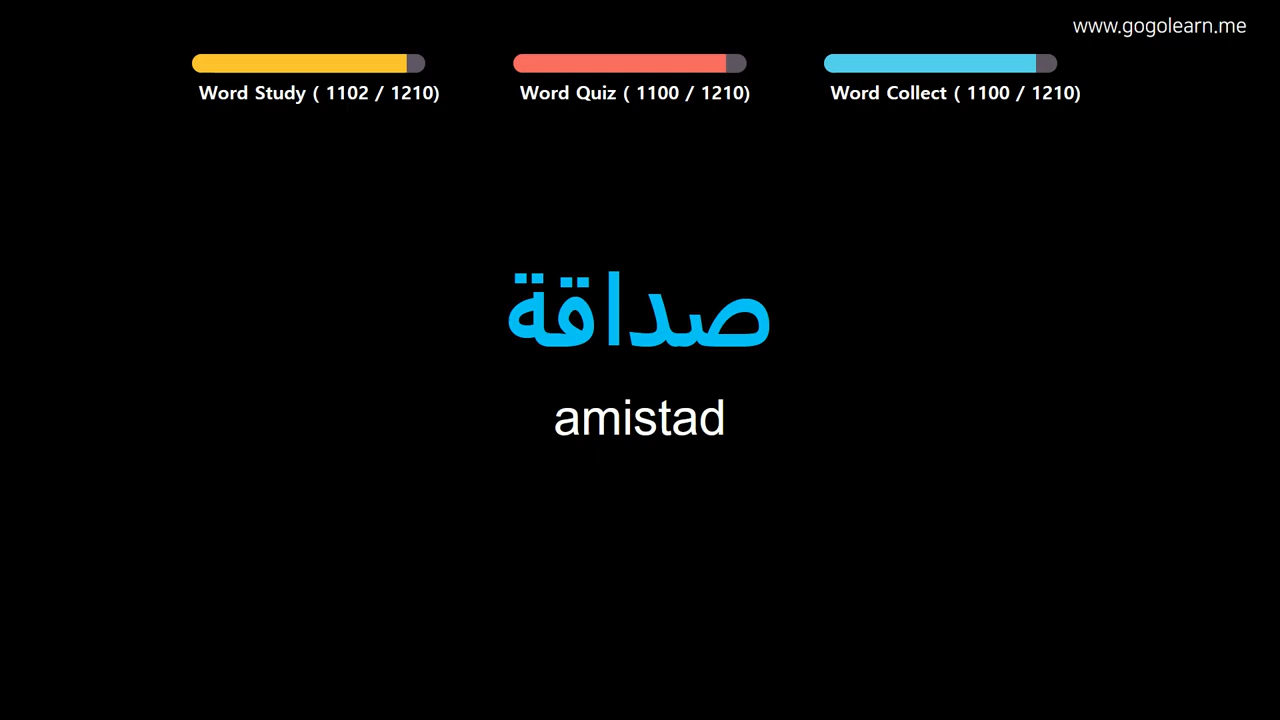 www.gogolearn.me
Word Study ( 1102 / 1210)
Word Quiz ( 1100 / 1210)
Word Collect ( 1100 / 1210)
صداقة
amistad